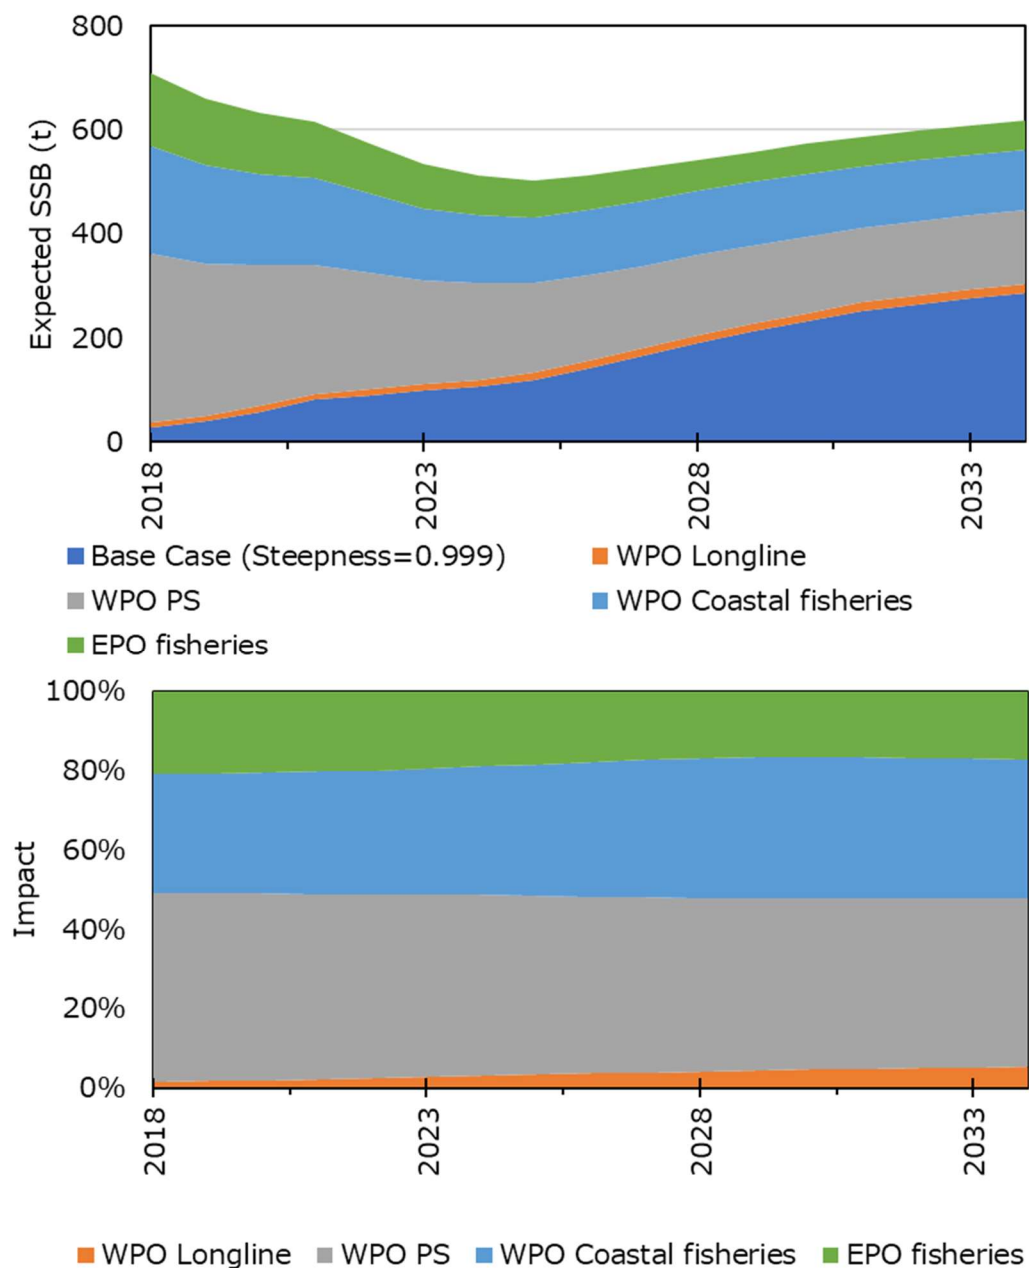 800
600
400
200
0
Expected SSB (t)
2018
2023
2028
2033
Base Case (Steepness=0.999)
WPO Longline
WPO PS
WPO Coastal fisheries
EPO fisheries
100%
80%
60%
40%
20%
0%
Impact
2018
2023
2028
2033
WPO Longline
WPO PS
WPO Coastal fisheries
EPO fisheries